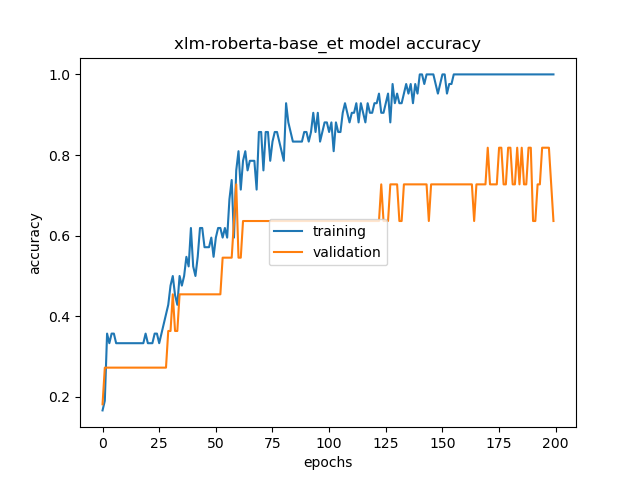 xlm-roberta-base_et model accuracy
1.0
0.8
0.6
0.4
0.2
accuracy
training
validation
0 25 50 75 100 125 150 175 200
epochs